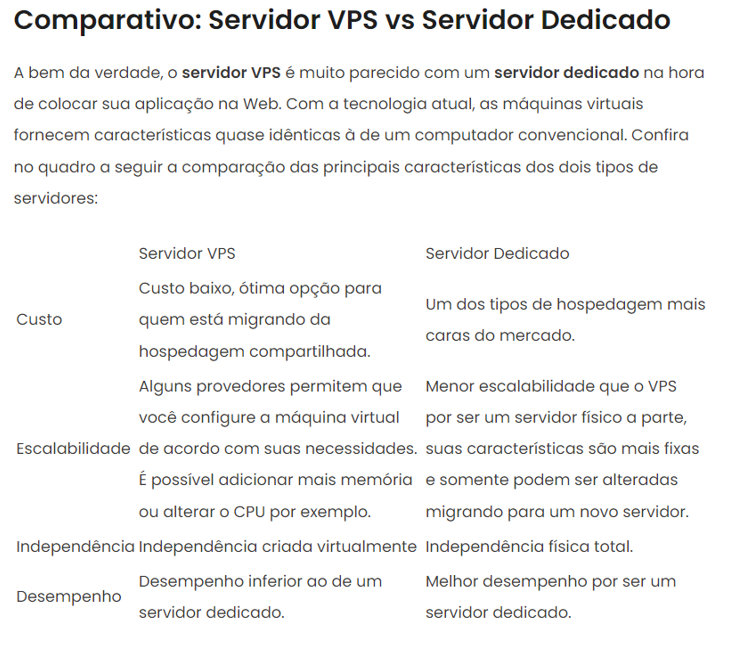 Comparativo: Servidor VPS vs Servidor Dedicado
A bem da verdade, o servidor VPS é muito parecido com um servidor dedicado na hora
de colocar sua aplicação na Web. Com a tecnologia atual, as máquinas virtuais
fornecem características quase idênticas à de um computador convencional. Confira
no quadro a seguir a comparação das principais características dos dois tipos de
servidores:
Servidor VPS
Servidor Dedicado
Custo
Custo baixo, ótima opção para
quem está migrando da
hospedagem compartilhada.
Um dos tipos de hospedagem mais
caras do mercado.
Escalabilidade
Alguns provedores permitem que
você configure a máquina virtual
de acordo com suas necessidades.
É possível adicionar mais memória
ou alterar o CPU por exemplo.
Menor escalabilidade que o VPS
por ser um servidor físico a parte,
suas características são mais fixas
e somente podem ser alteradas
migrando para um novo servidor.
Independência
Independência criada virtualmente
Independência física total.
Desempenho
Desempenho inferior ao de um
servidor dedicado.
Melhor desempenho por ser um
servidor dedicado.